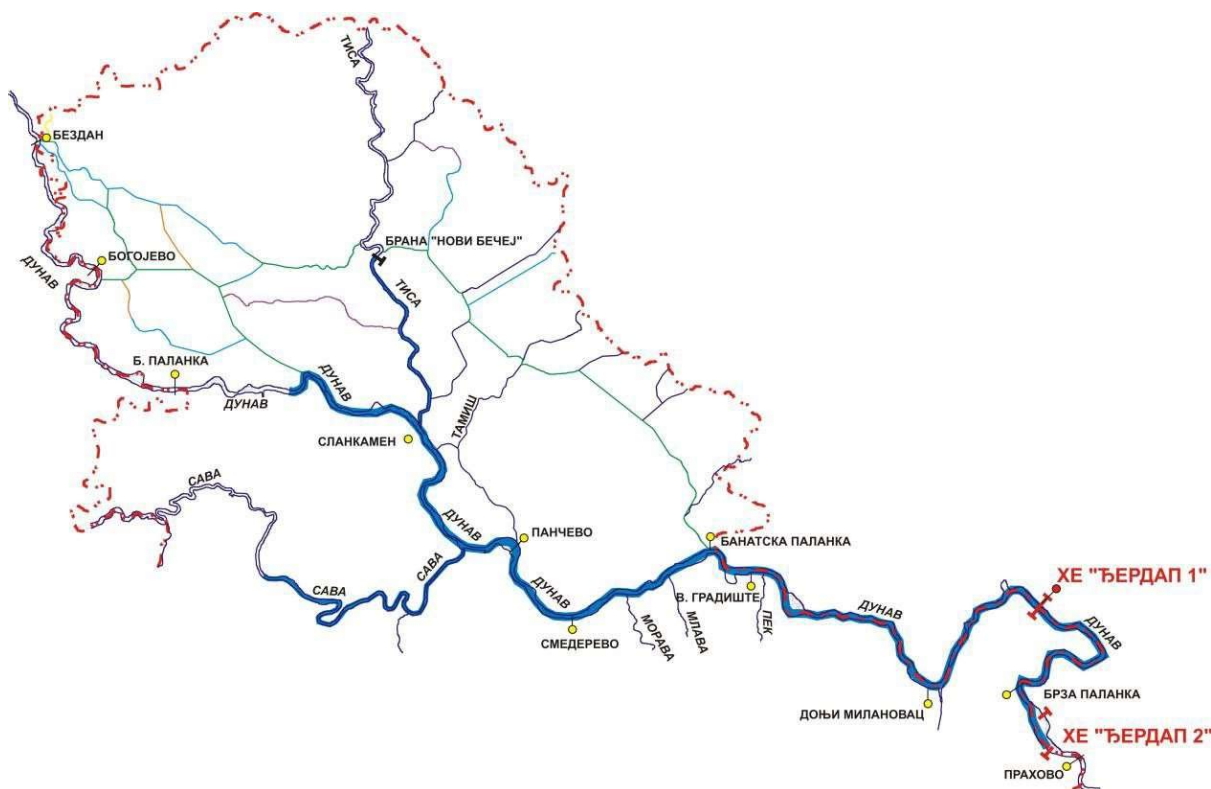 ТИСА
БЕЗДАН
БРАНА "НОВИ БЕЧЕЈ"
БОГОЈЕВО
ДУНАВ
ТИСА
Б. ПАЛАНКА
ДУНАВ
ДУНАВ
ТАМИШ
СЛАНКАМЕН
САВА
ДУНАВ
ПАНЧЕВО
БАНАТСКА ПАЛАНКА
САВА
САВА
ДУНАВ
В. ГРАДИШТЕ
ХЕ "ЂЕРДАП 1"
ДУНАВ
ДУНАВ
СМЕДЕРЕВО
МОРАВА
МЛАВА
ПЕК
БРЗА ПАЛАНКА
ДОЊИ МИЛАНОВАЦ
ХЕ "ЂЕРДАП 2"
ПРАХОВО